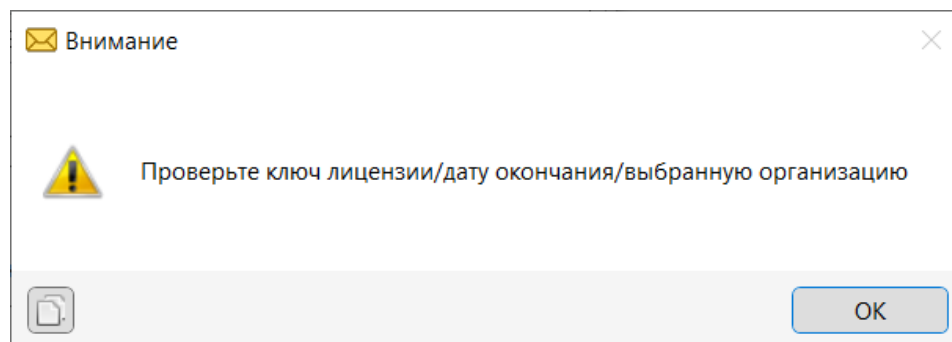 Внимание
Проверьте ключ лицензии/дату окончания/выбранную организацию
OK